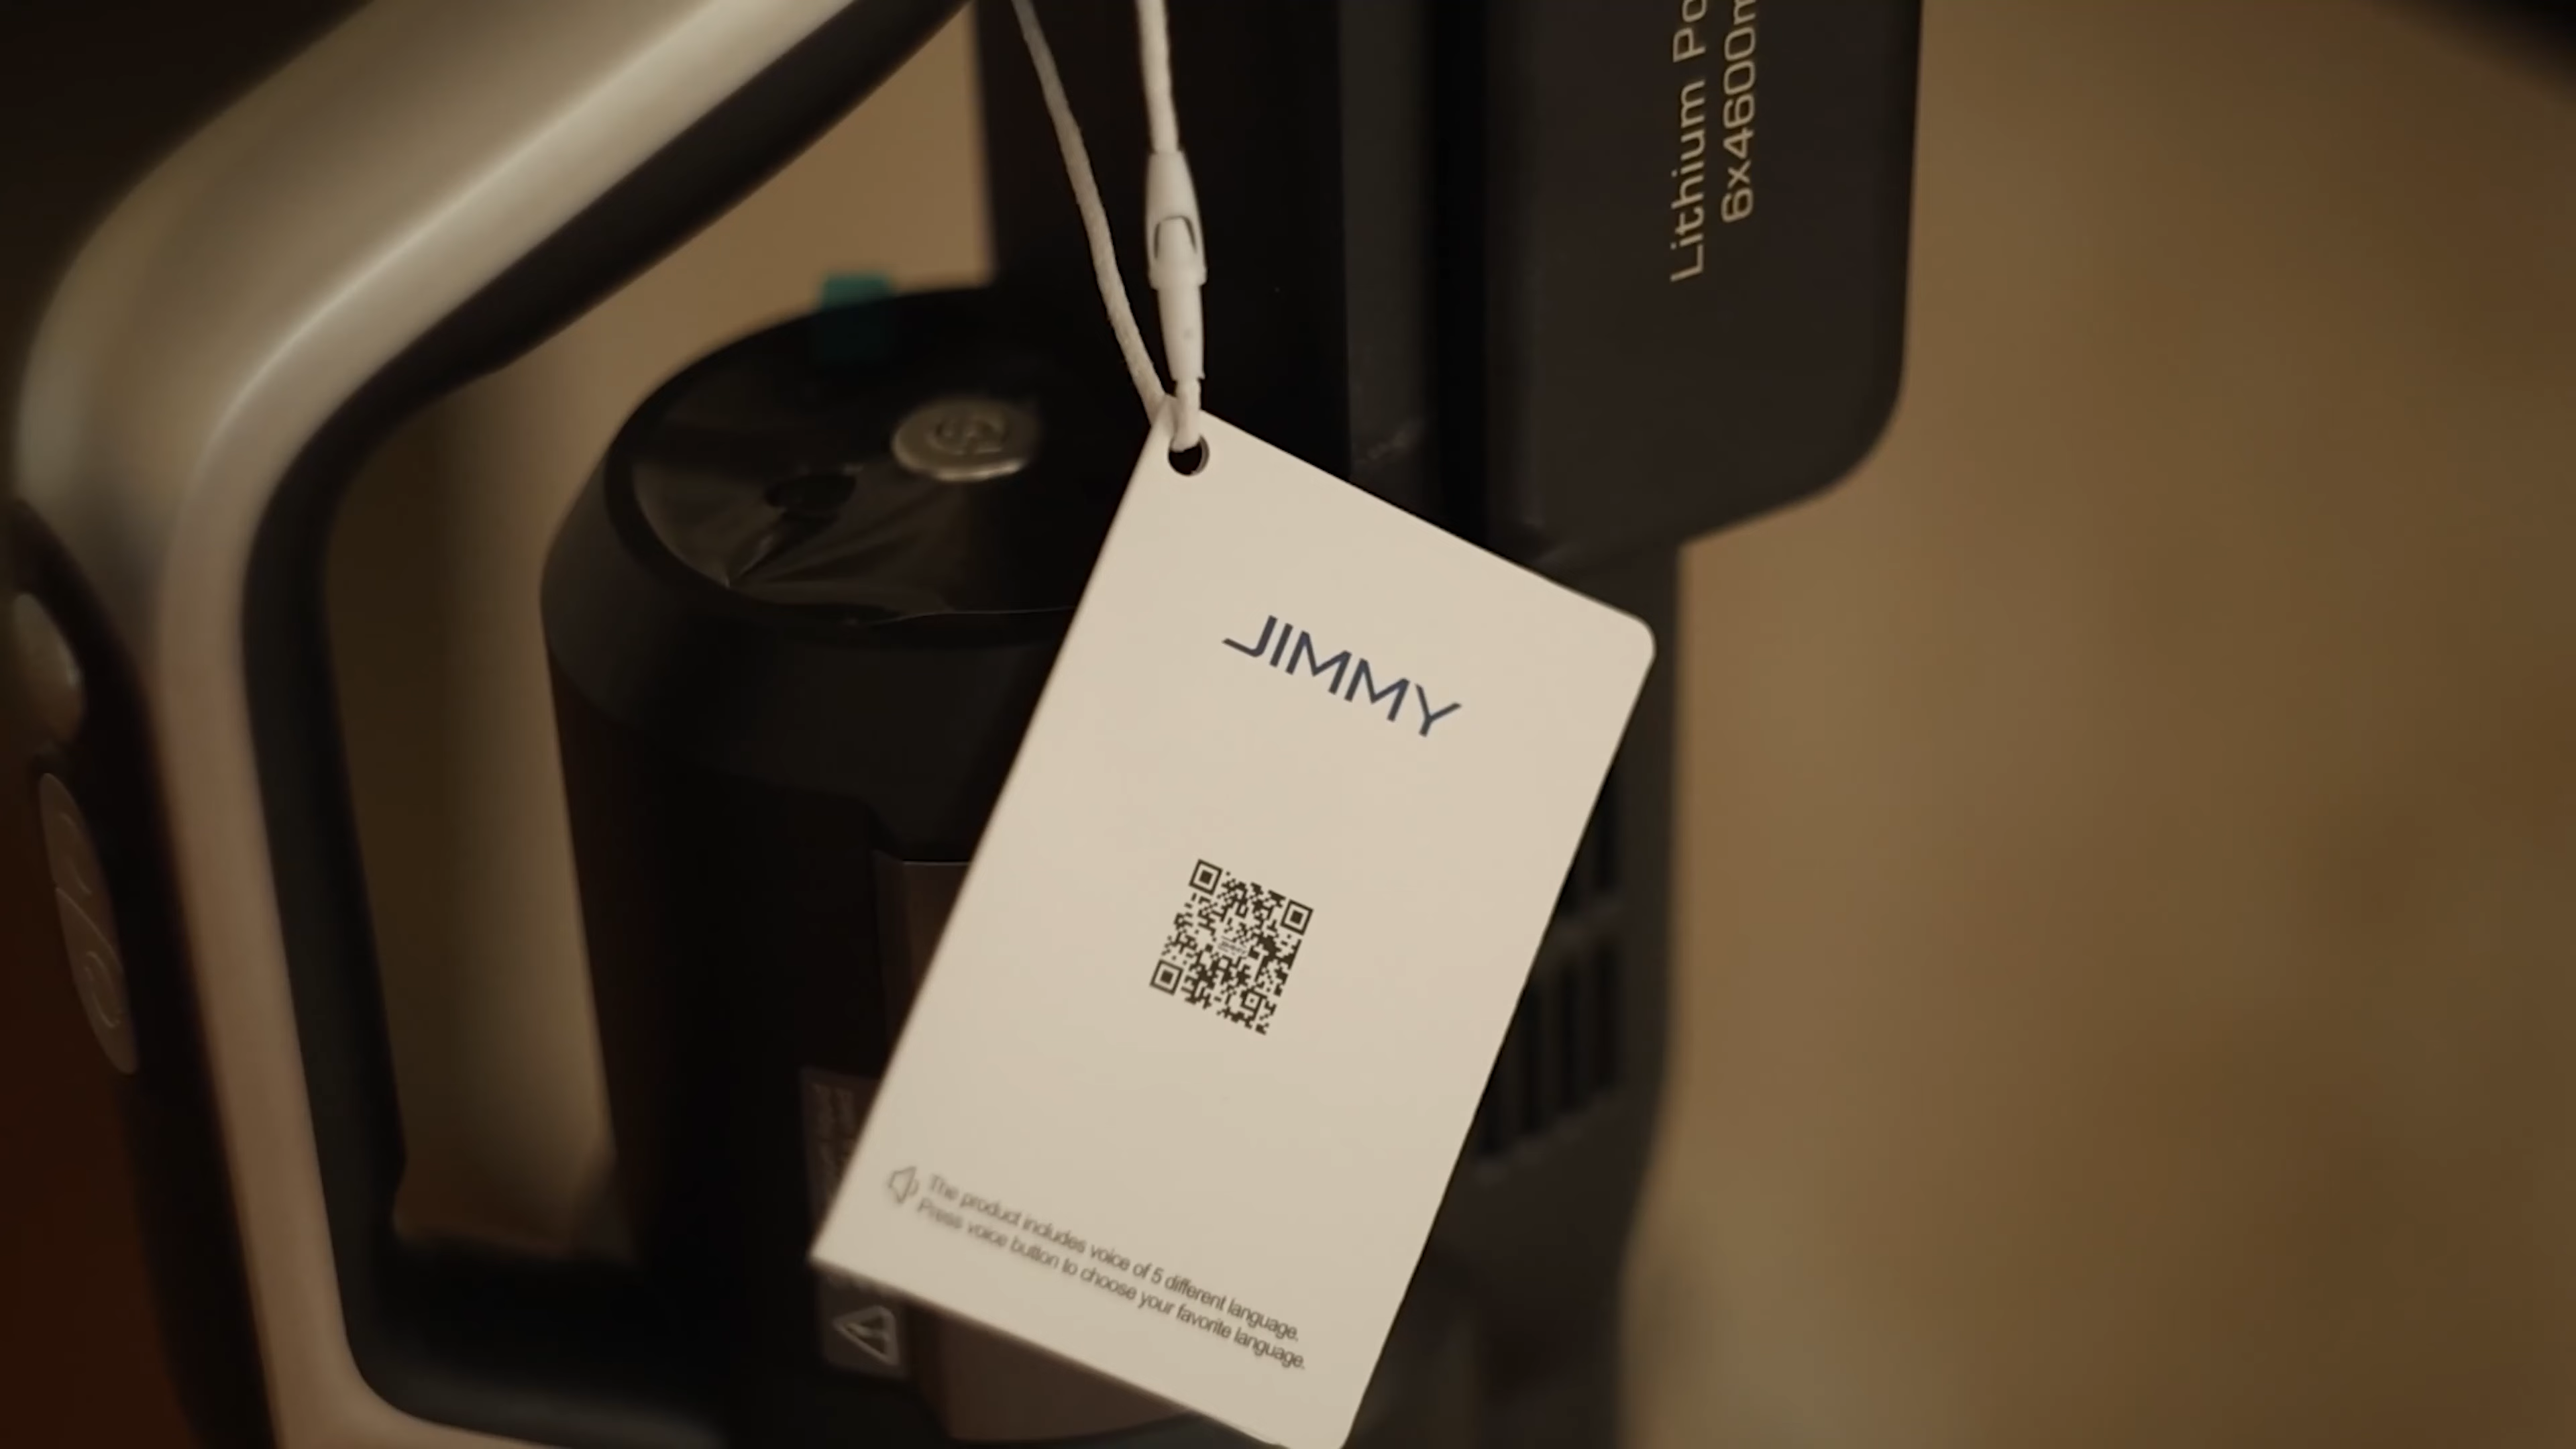 Lithium Po
6x4600m
JIMMY
The product includes voice of 5 different language.
Press voice button to choose your favorite language.